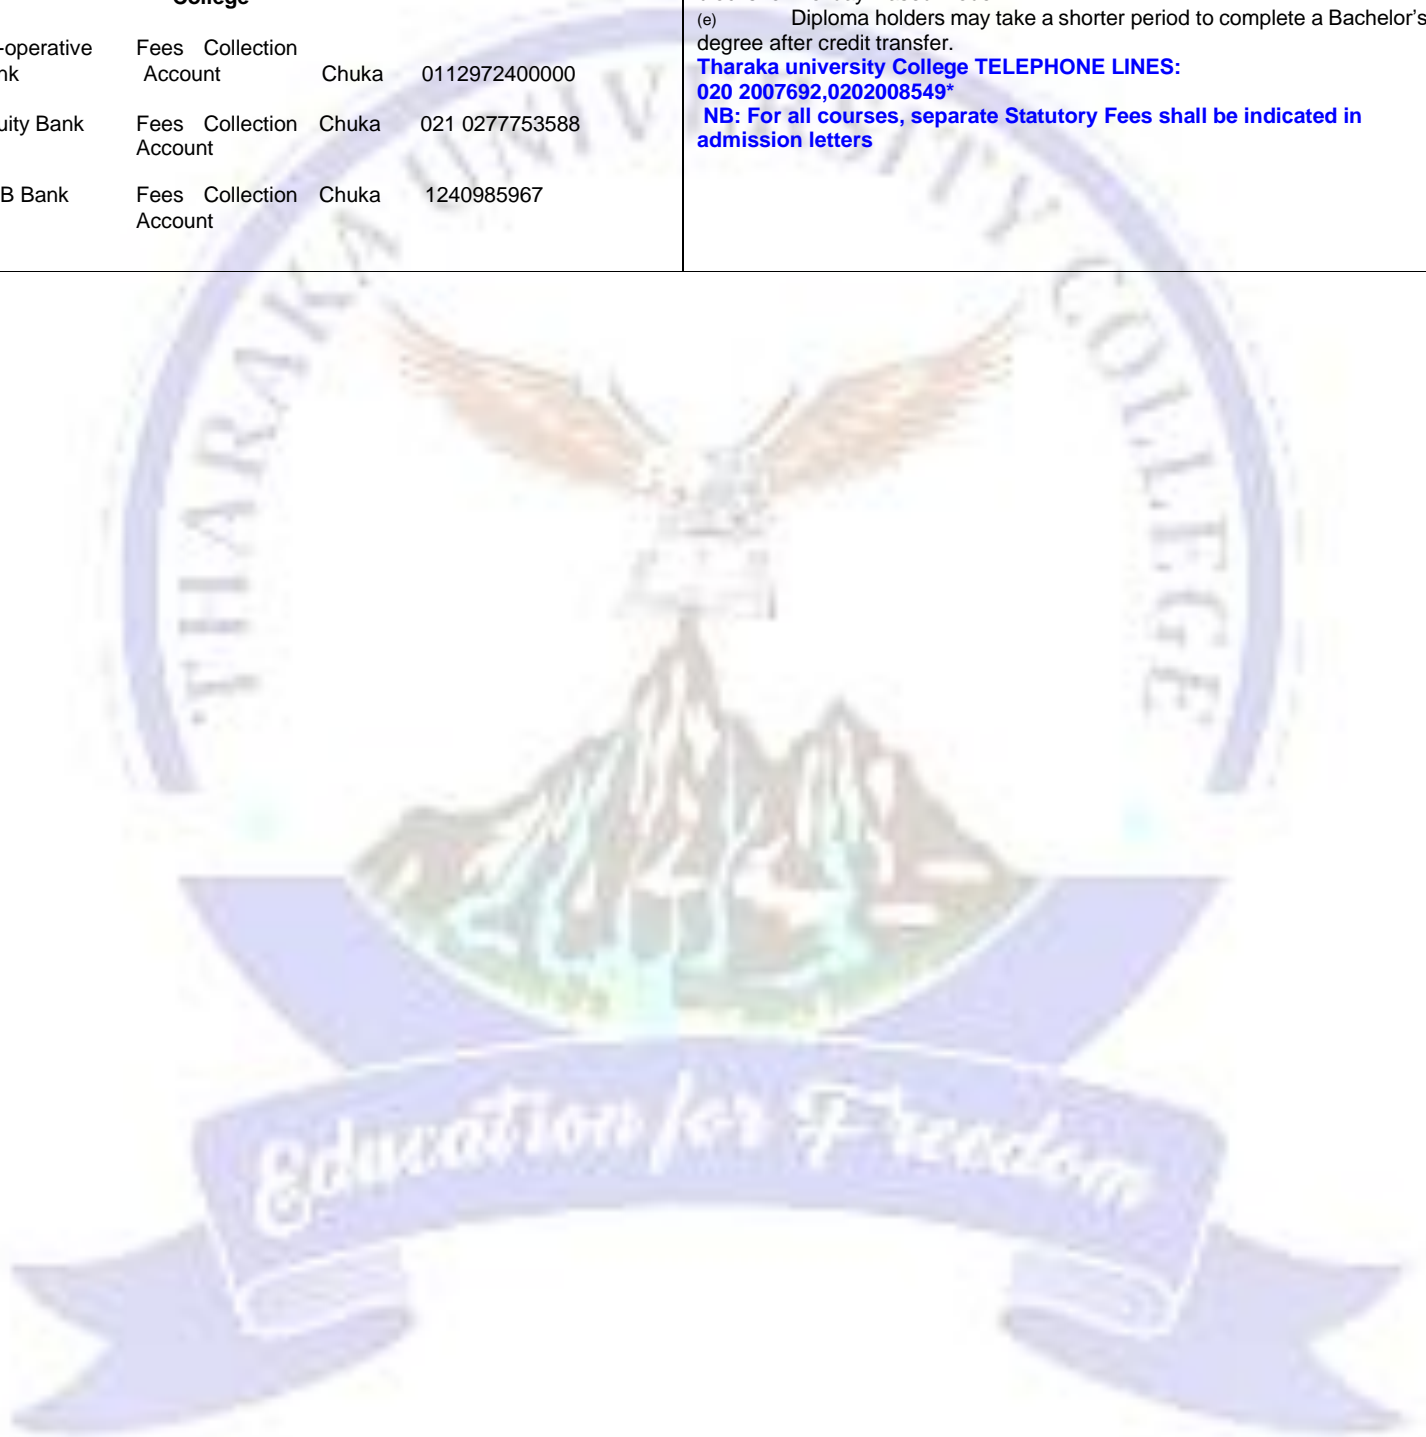 College
-operative Fees Collection
nk Account Chuka 0112972400000
uity Bank Fees Collection Chuka 021 0277753588
Account
B Bank Fees Collection Chuka 1240985967
Account
(e) Diploma holders may take a shorter period to complete a Bachelor's
degree after credit transfer.
Tharaka university College TELEPHONE LINES:
020 2007692,0202008549*
NB: For all courses, separate Statutory Fees shall be indicated in
admission letters
THARAKA UNIVERSITY COLLEGE
Education for Freedom